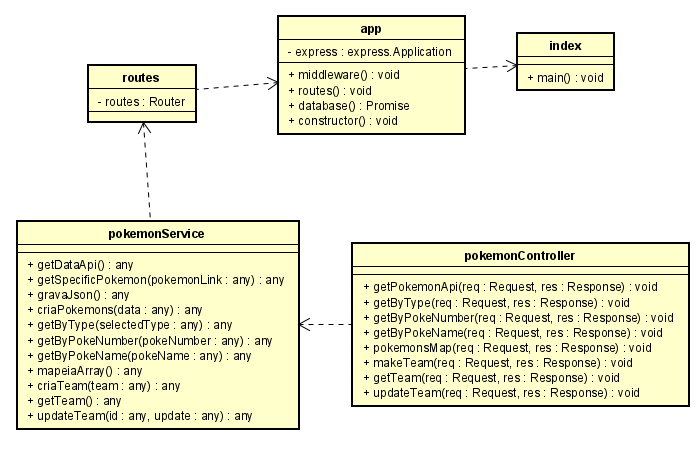 app
- express : express.Application
+ middleware() : void
+ routes() : void
+ database() : Promise
+ constructor() : void
index
+ main() : void
routes
- routes : Router
pokemonService
+ getDataApi() : any
+ getSpecificPokemon(pokemonLink : any) : any
+ gravaJson() : any
+ criaPokemons(data : any) : any
+ getByType(selectedType : any) : any
+ getByPokeNumber(pokeNumber : any) : any
+ getByPokeName(pokeName : any) : any
+ mapeiaArray() : any
+ criaTeam(team : any) : any
+ getTeam() : any
+ updateTeam(id : any, update : any) : any
pokemonController
+ getPokemonApi(req : Request, res : Response) : void
+ getByType(req : Request, res : Response) : void
+ getByPokeNumber(req : Request, res : Response) : void
+ getByPokeName(req : Request, res : Response) : void
+ pokemonsMap(req : Request, res : Response) : void
+ makeTeam(req : Request, res : Response) : void
+ getTeam(req : Request, res : Response) : void
+ updateTeam(req : Request, res : Response) : void